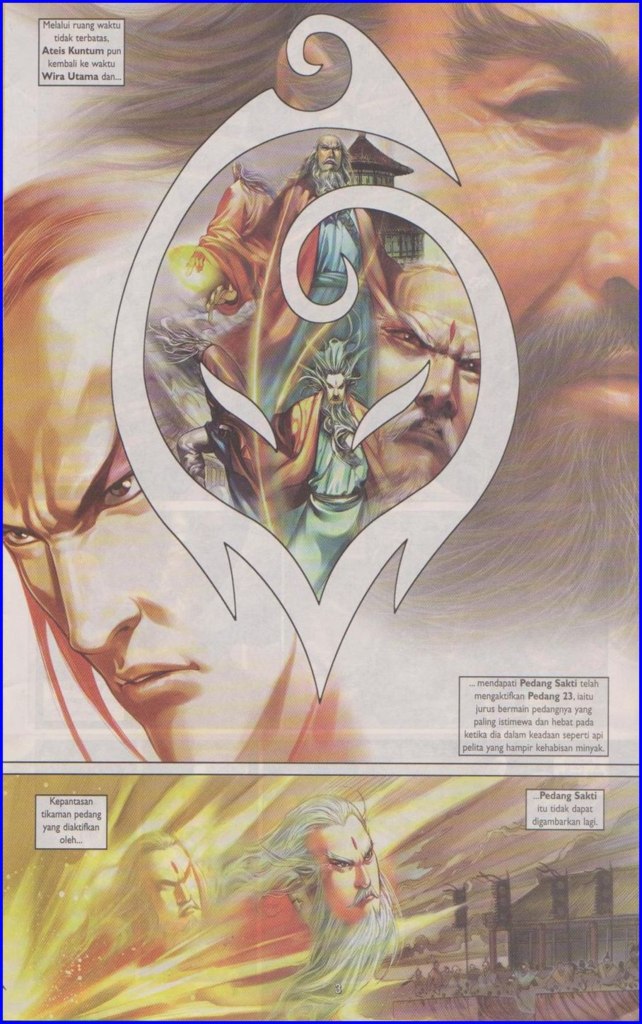 Melalui ruang waktu
tidak terbatas,
Ateis Kuntum pun
kembali ke waktu
Wira Utama dan...
... mendapati Pedang Sakti telah
mengaktifkan Pedang 23, iaitu
jurus bermain pedangnya yang
paling istimewa dan hebat pada
ketika dia dalam keadaan seperti api
pelita yang hampir kehabisan minyak.
Kepantasan
tikaman pedang
yang diaktifkan
oleh...
...Pedang Sakti
itu tidak dapat
digambarkan lagi.
3